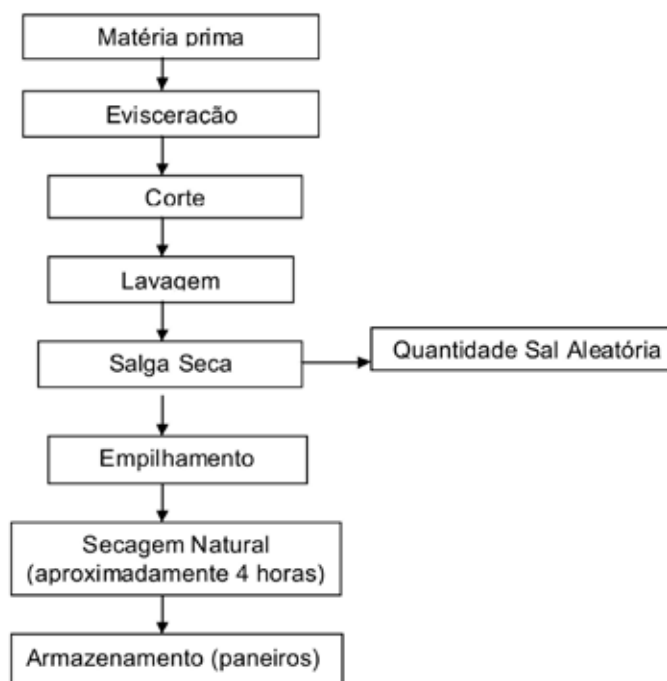 Matéria prima
Evisceração
Corte
Lavagem
Salga Seca
Quantidade Sal Aleatória
Empilhamento
Secagem Natural
(aproximadamente 4 horas)
Armazenamento (paneiros)